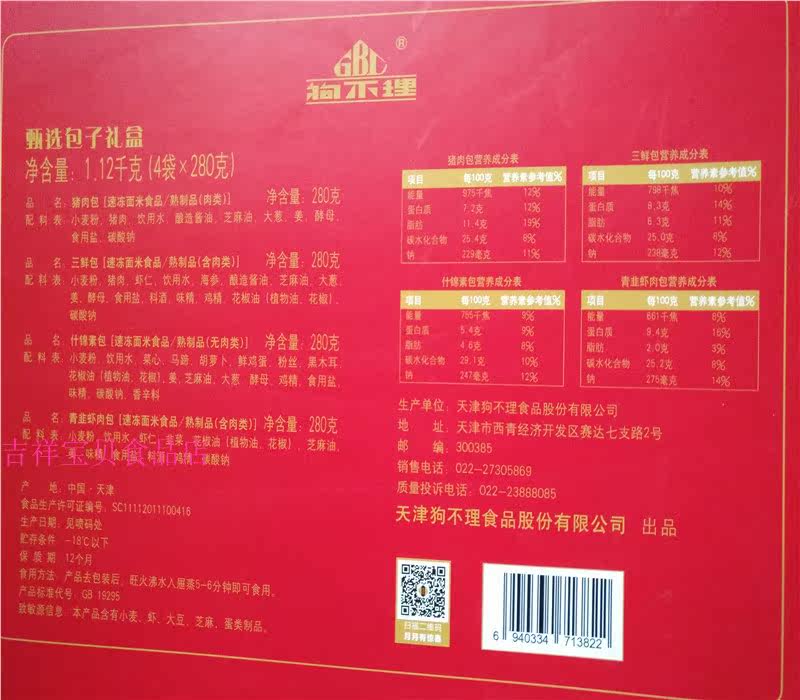 GBL
®
狗不理
甄选包子礼盒
净含量: 1.12千克(4袋×280克)
品 名: 猪肉包 [速冻面米食品/熟制品(肉类)] 净含量: 280克
配 料 表: 小麦粉、猪肉、饮用水、酿造酱油、芝麻油、大葱、姜、酵母、
食用盐、碳酸钠
品 名: 三鲜包 [速冻面米食品/熟制品(含肉类)] 净含量: 280克
配 料 表: 小麦粉、猪肉、虾仁、饮用水、海参、酿造酱油、芝麻油、大葱、
姜、酵母、食用盐、料酒、味精、鸡精、花椒油(植物油、花椒)、
碳酸钠
品 名: 什锦素包 [速冻面米食品/熟制品(无肉类)] 净含量: 280克
配 料 表: 小麦粉、饮用水、菜心、马蹄、胡萝卜、鲜鸡蛋、粉丝、黑木耳、
花椒油(植物油、花椒)、姜、芝麻油、大葱、酵母、鸡精、食用盐、
味精、碳酸钠、香辛料
品 名: 青韭虾肉包 [速冻面米食品/熟制品(含肉类)] 净含量: 280克
配 料 表: 小麦粉、饮用水、虾仁、韭菜、花椒油(植物油、花椒)、芝麻油、
姜、味精、食用盐、料酒、鸡精、碳酸钠
吉祥宝贝食品店
产 地: 中国·天津
食品生产许可证编号: SC11112011100416
生产日期: 见喷码处
贮存条件: -18℃以下
保 质 期: 12个月
食用方法: 产品去包装后, 旺火沸水入屉蒸5-6分钟即可食用。
产品标准代号: GB 19295
致敏源信息: 本产品含有小麦、虾、大豆、芝麻、蛋类制品。
猪肉包营养成分表
项目 每100克 营养素参考值%
能量 975千焦 12%
蛋白质 7.2克 12%
脂肪 11.4克 19%
碳水化合物 25.4克 8%
钠 229毫克 11%
三鲜包营养成分表
项目 每100克 营养素参考值%
能量 798千焦 10%
蛋白质 8.3克 14%
脂肪 6.3克 11%
碳水化合物 25.0克 8%
钠 238毫克 12%
什锦素包营养成分表
项目 每100克 营养素参考值%
能量 755千焦 9%
蛋白质 5.4克 9%
脂肪 4.6克 8%
碳水化合物 29.1克 10%
钠 247毫克 12%
青韭虾肉包营养成分表
项目 每100克 营养素参考值%
能量 661千焦 8%
蛋白质 9.4克 16%
脂肪 2.0克 3%
碳水化合物 25.2克 8%
钠 275毫克 14%
生产单位: 天津狗不理食品股份有限公司
地 址: 天津市西青经济开发区赛达七支路2号
邮 编: 300385
销售电话: 022-27305869
质量投诉电话: 022-23888085
天津狗不理食品股份有限公司 出品
扫描二维码
月月有惊喜
6 940334 713822